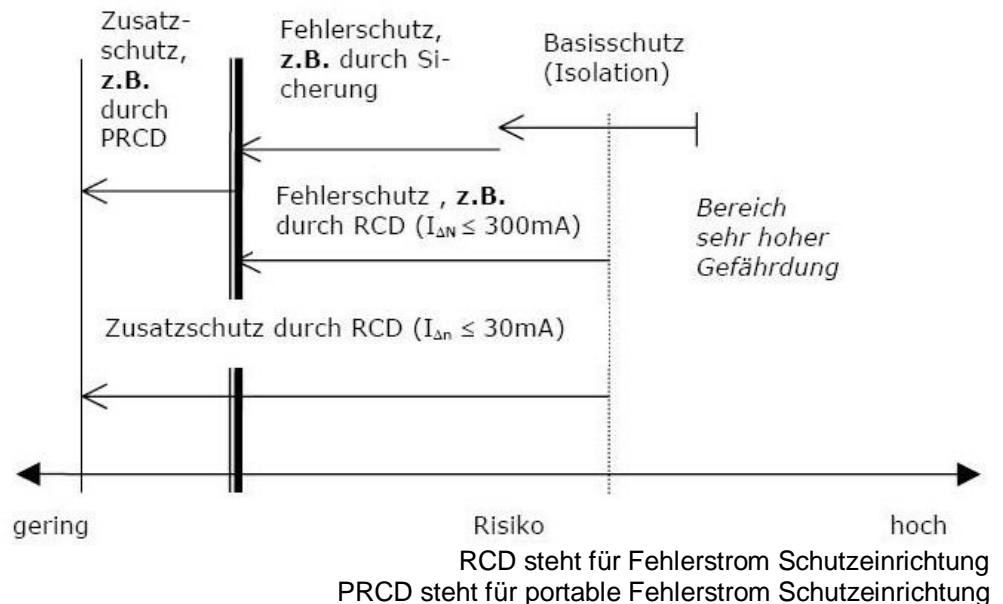 Zusatz-
schutz,
z.B.
durch
PRCD
Fehlerschutz,
z.B. durch Si-
cherung
Basisschutz
(Isolation)
Fehlerschutz , z.B.
durch RCD (IΔN ≤ 300mA)
Bereich
sehr hoher
Gefährdung
Zusatzschutz durch RCD (IΔn ≤ 30mA)
gering
Risiko
hoch
RCD steht für Fehlerstrom Schutzeinrichtung
PRCD steht für portable Fehlerstrom Schutzeinrichtung